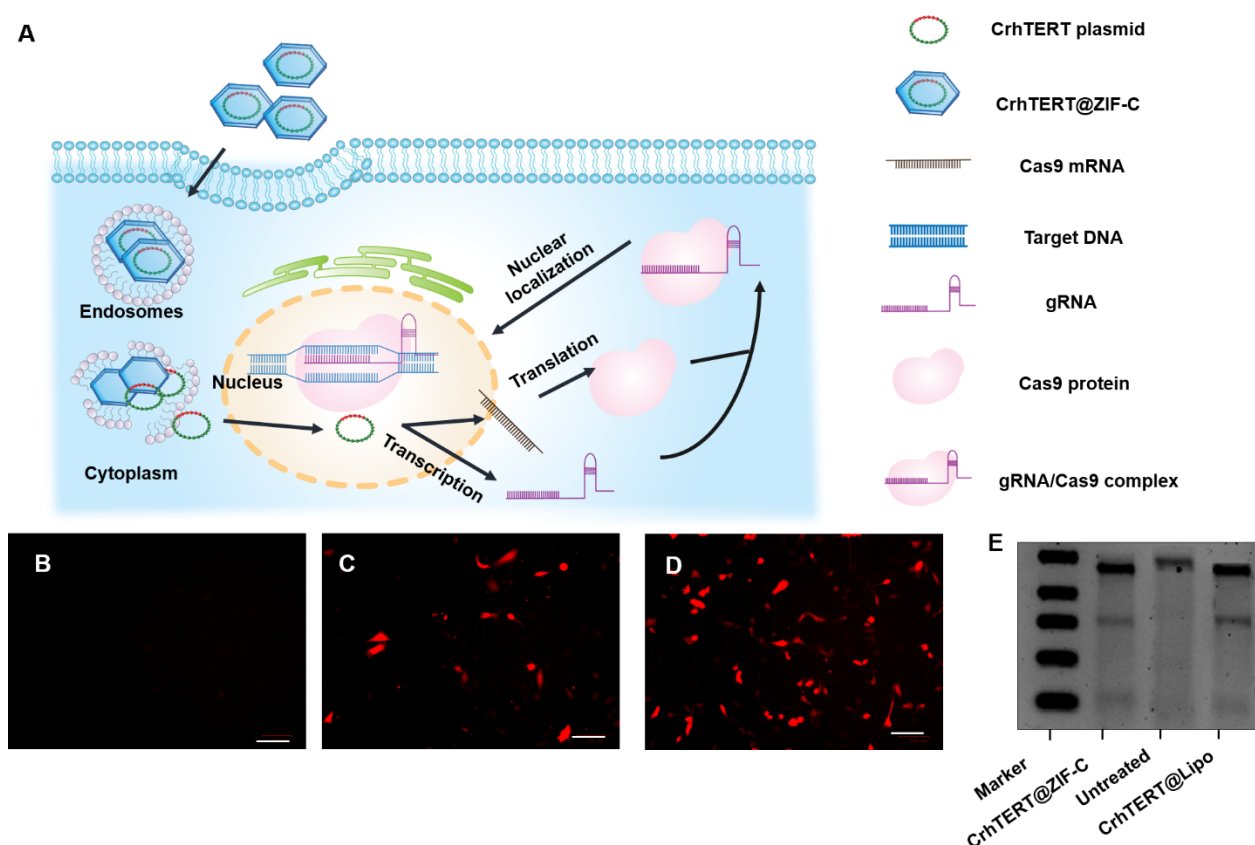 A
CrhTERT plasmid
CrhTERT@ZIF-C
Cas9 mRNA
Target DNA
gRNA
Cas9 protein
gRNA/Cas9 complex
Endosomes
Nuclear
localization
Nucleus
Translation
Transcription
Cytoplasm
B
C
D
E
Marker
CrhTERT@ZIF-C
Untreated
CrhTERT@Lipo